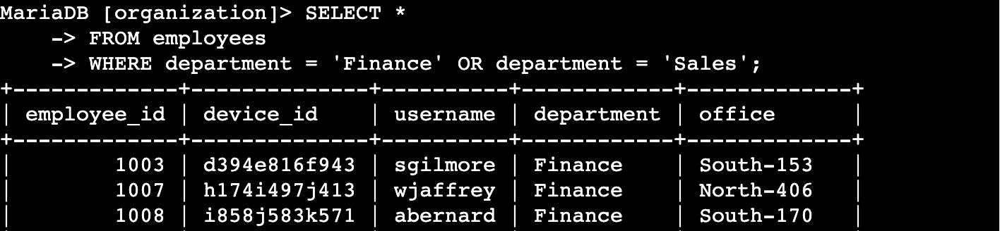 MariaDB [organization]> SELECT *
    -> FROM employees
    -> WHERE department = 'Finance' OR department = 'Sales';
+-------------+--------------+----------+------------+-------------+
| employee_id | device_id    | username | department | office      |
+-------------+--------------+----------+------------+-------------+
|        1003 | d394e816f943 | sgilmore | Finance    | South-153   |
|        1007 | h174i497j413 | wjaffrey | Finance    | North-406   |
|        1008 | i858j583k571 | abernard | Finance    | South-170   |